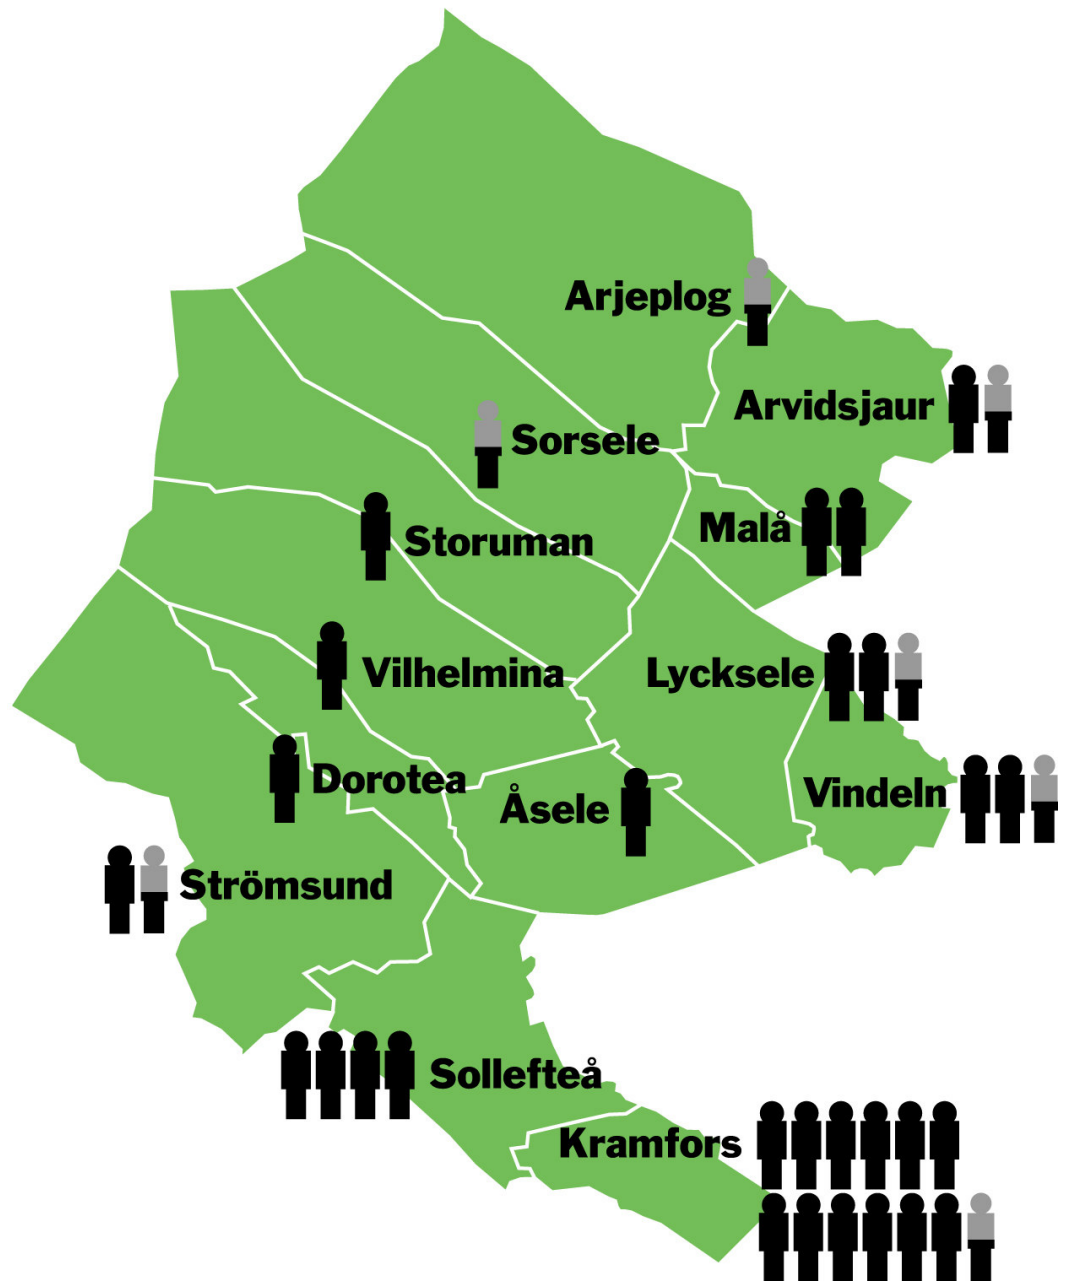 Arjeplog
Arvidsjaur
Sorsele
Malå
Storuman
Vilhelmina
Lycksele
Dorotea
Åsele
Vindeln
Strömsund
Sollefteå
Kramfors